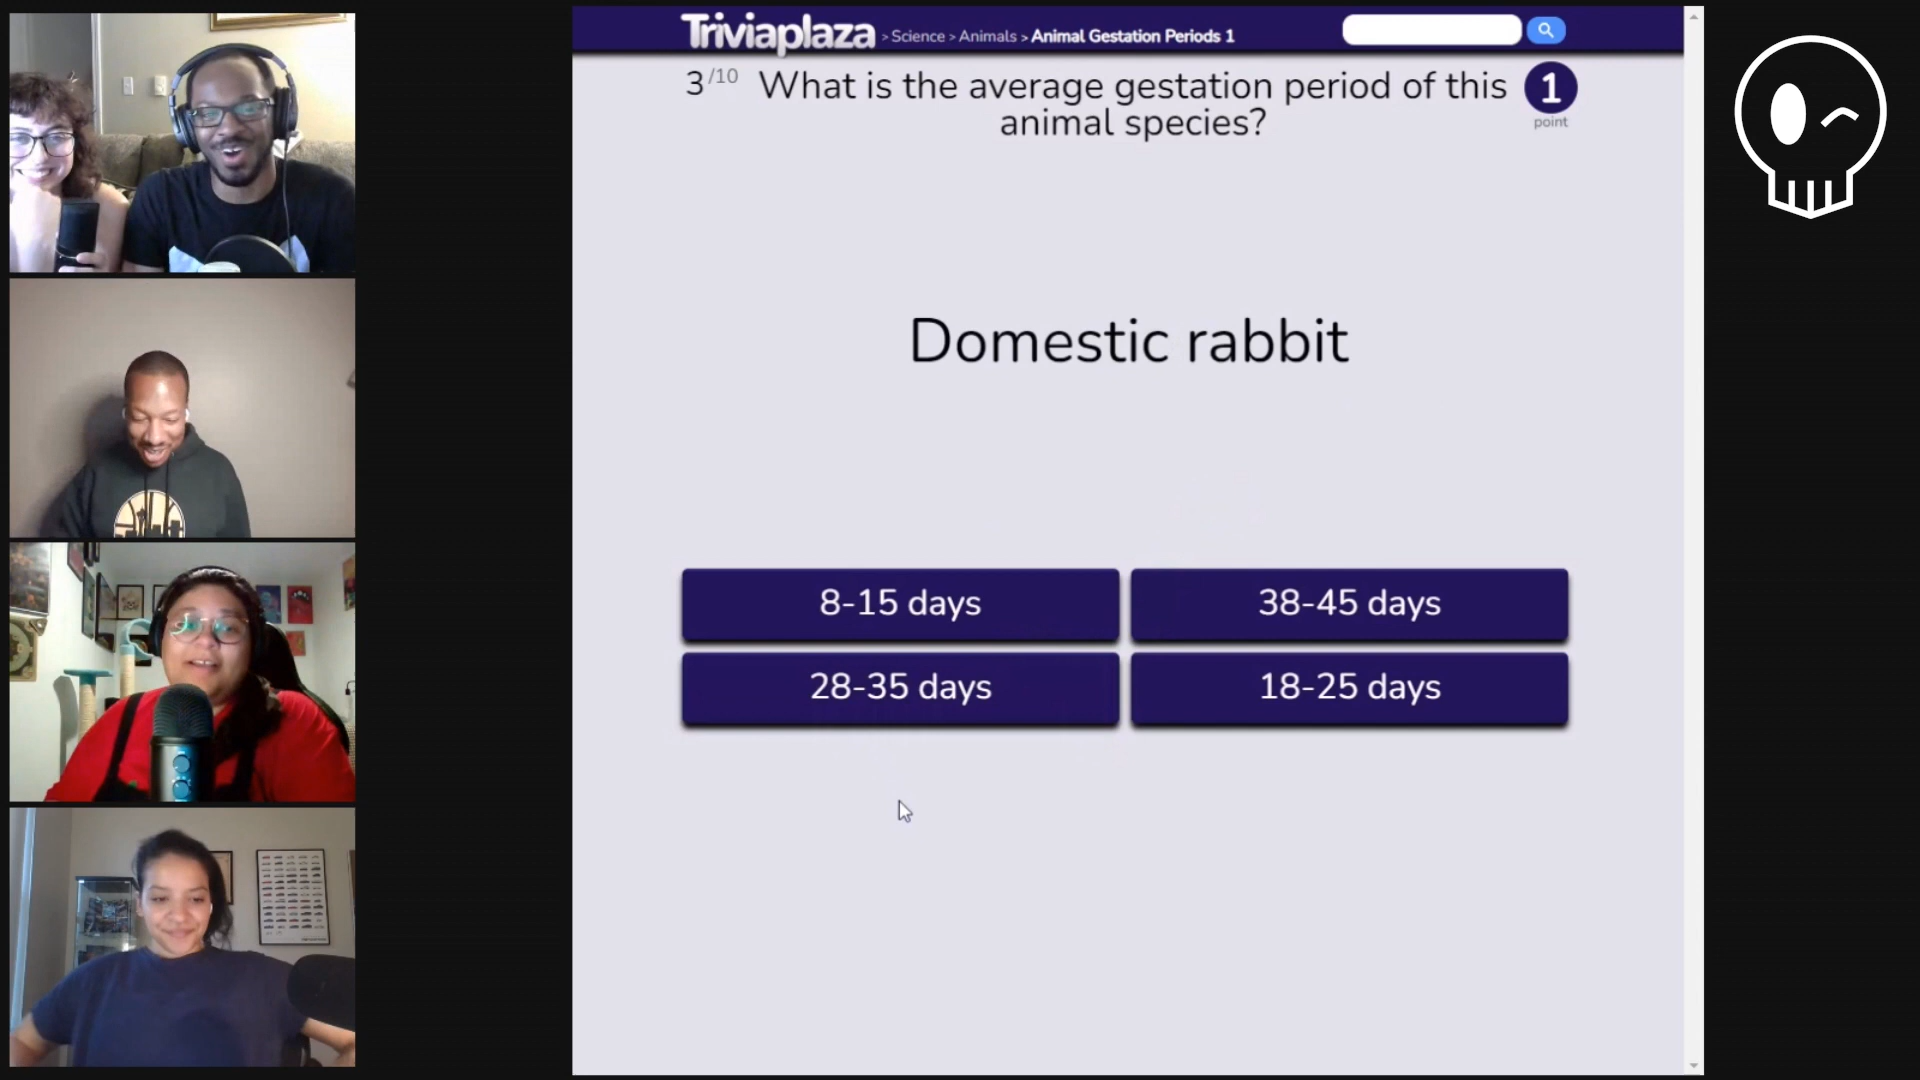 Triviaplaza > Science > Animals > Animal Gestation Periods 1
3/10 What is the average gestation period of this
animal species?
1
point
Domestic rabbit
8-15 days
38-45 days
28-35 days
18-25 days